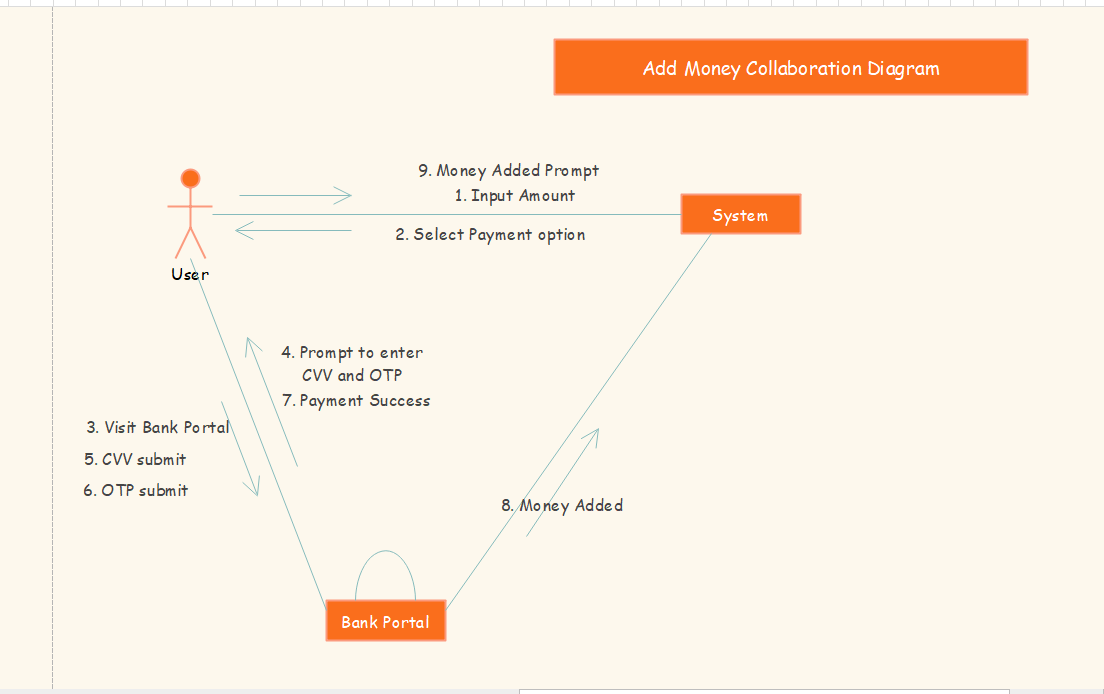 Add Money Collaboration Diagram
9. Money Added Prompt
1. Input Amount
System
2. Select Payment option
User
4. Prompt to enter
CVV and OTP
7. Payment Success
3. Visit Bank Portal
5. CVV submit
6. OTP submit
8. Money Added
Bank Portal